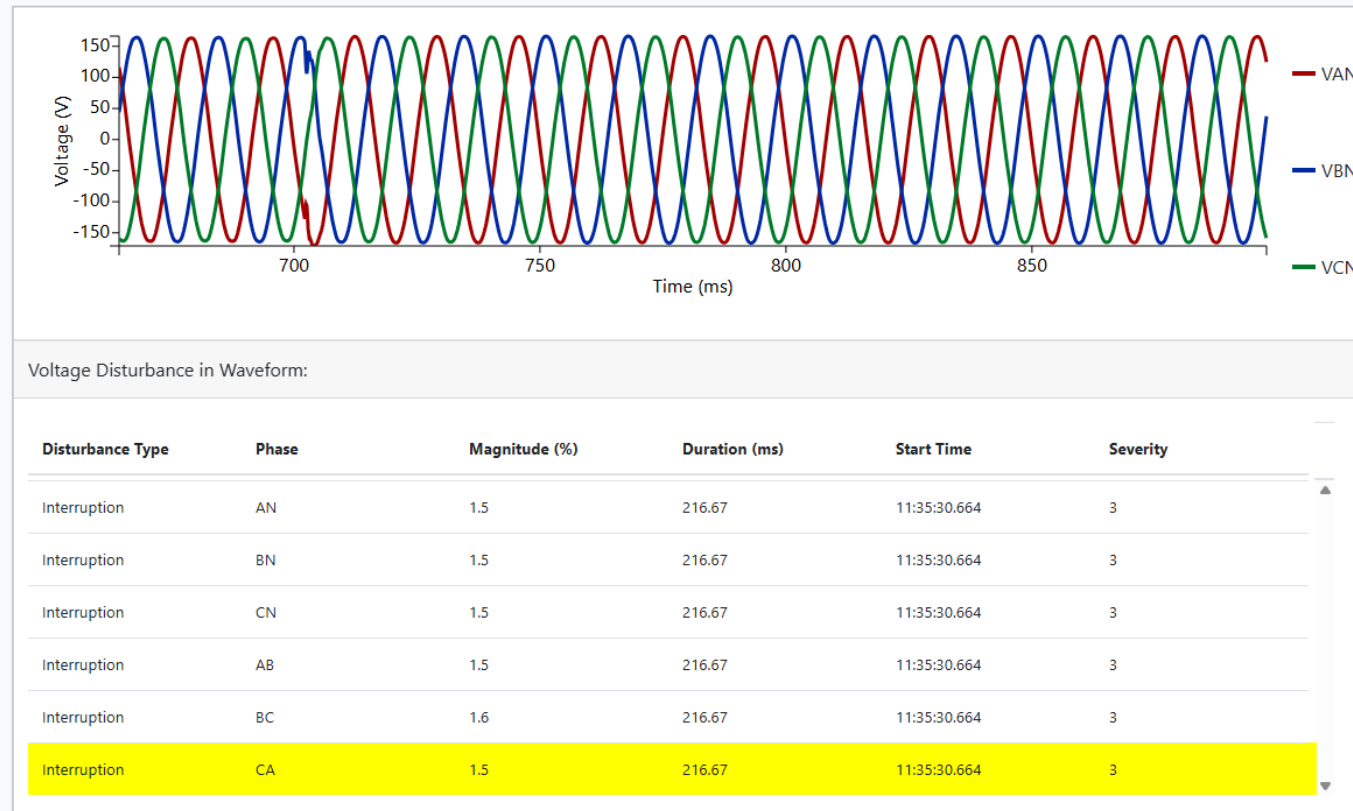 150
100
50
0
-50
-100
-150
Voltage (V)
700
750
800
850
Time (ms)
VAN
VBN
VCN
Voltage Disturbance in Waveform:
Disturbance Type Phase Magnitude (%) Duration (ms) Start Time Severity
Interruption AN 1.5 216.67 11:35:30.664 3
Interruption BN 1.5 216.67 11:35:30.664 3
Interruption CN 1.5 216.67 11:35:30.664 3
Interruption AB 1.5 216.67 11:35:30.664 3
Interruption BC 1.6 216.67 11:35:30.664 3
Interruption CA 1.5 216.67 11:35:30.664 3